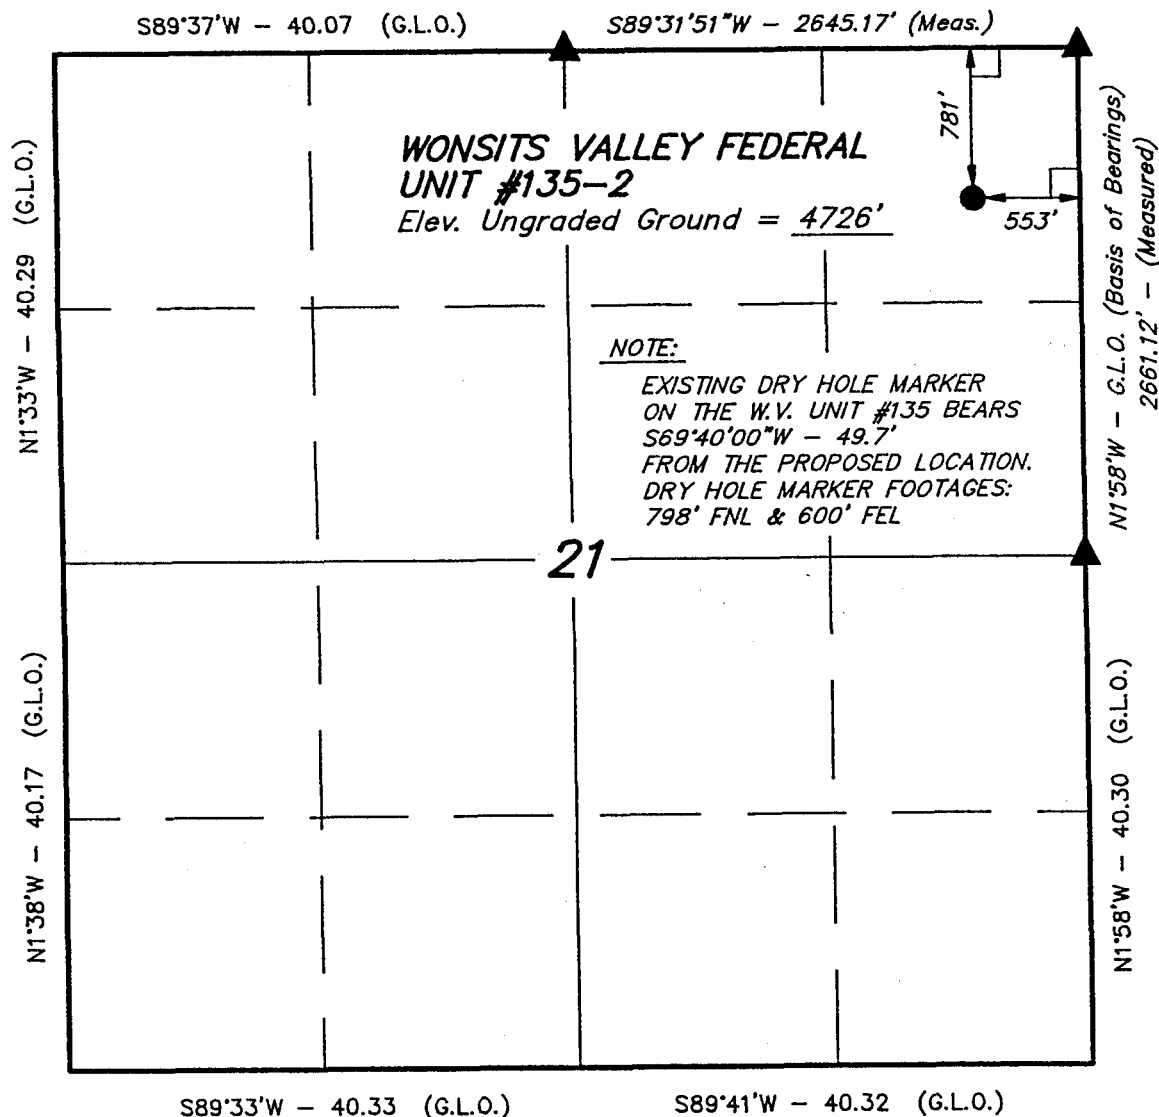 S89°37'W - 40.07 (G.L.O.)
S89°31'51"W - 2645.17' (Meas.)
WONSITS VALLEY FEDERAL
UNIT #135-2
Elev. Ungraded Ground = 4726'
781'
553'
N1°33'W - 40.29 (G.L.O.)
N1°58'W - G.L.O. (Basis of Bearings)
2661.12' - (Measured)
NOTE:
EXISTING DRY HOLE MARKER
ON THE W.V. UNIT #135 BEARS
S69°40'00"W - 49.7'
FROM THE PROPOSED LOCATION.
DRY HOLE MARKER FOOTAGES:
798' FNL & 600' FEL
21
N1°38'W - 40.17 (G.L.O.)
N1°58'W - 40.30 (G.L.O.)
S89°33'W - 40.33 (G.L.O.)
S89°41'W - 40.32 (G.L.O.)